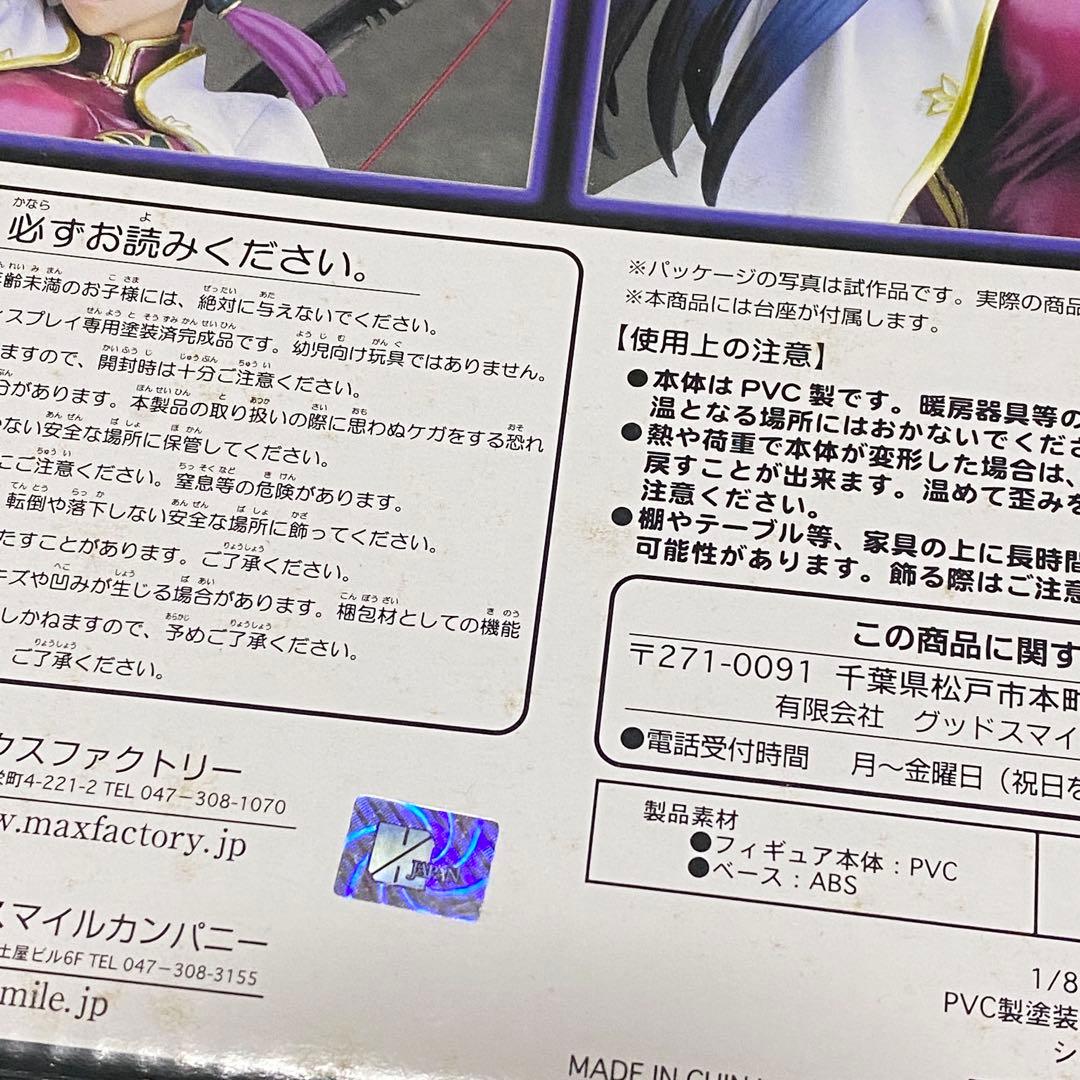 必ずお読みください。
齢未満のお子様には、絶対に与えないでください。
ィスプレイ専用塗装済完成品です。幼児向け玩具ではありません。
ますので、開封時は十分ご注意ください。
分があります。本製品の取り扱いの際に思わぬケガをする恐れ
ない安全な場所に保管してください。
ご注意ください。窒息等の危険があります。
転倒や落下しない安全な場所に飾ってください。
たすことがあります。ご了承ください。
キズや凹みが生じる場合があります。梱包材としての機能
しかねますので、予めご了承ください。
ご了承ください。
クスファクトリー
町4-221-2 TEL 047-308-1070
w.maxfactory.jp
JAPAN
スマイルカンパニー
土屋ビル6F TEL 047-308-3155
mile.jp
※パッケージの写真は試作品です。実際の商品
※本商品には台座が付属します。
【使用上の注意】
●本体はPVC製です。暖房器具等の
温となる場所にはおかないでくださ
●熱や荷重で本体が変形した場合は、
戻すことが出来ます。温めて歪みを
注意ください。
●棚やテーブル等、家具の上に長時間
可能性があります。飾る際はご注意
この商品に関す
〒271-0091 千葉県松戸市本町
有限会社 グッドスマイ
●電話受付時間 月〜金曜日（祝日を
製品素材
●フィギュア本体：PVC
●ベース：ABS
1/8
PVC製塗装
シ
MADE IN CHINA